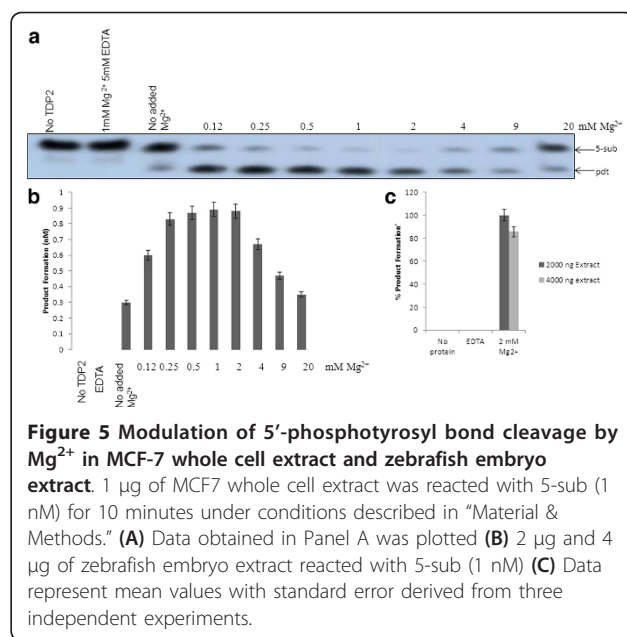 a
No TDP2
1mM Mg²⁺ 5mM EDTA
No added
Mg²⁺
0.12 0.25 0.5 1 2 4 9 20 mM Mg²⁺
5-sub
pdt
b
Product Formation (nM)
1
0.9
0.8
0.7
0.6
0.5
0.4
0.3
0.2
0.1
0
No TDP2
EDTA
No added
Mg²⁺
0.12 0.25 0.5 1 2 4 9 20 mM Mg²⁺
c
% Product Formation'
120
100
80
60
40
20
0
No
protein
EDTA
2 mM
Mg2+
2000 ng Extract
4000 ng extract
Figure 5 Modulation of 5′-phosphotyrosyl bond cleavage by
Mg²⁺ in MCF-7 whole cell extract and zebrafish embryo
extract. 1 μg of MCF7 whole cell extract was reacted with 5-sub (1
nM) for 10 minutes under conditions described in “Material &
Methods.” (A) Data obtained in Panel A was plotted (B) 2 μg and 4
μg of zebrafish embryo extract reacted with 5-sub (1 nM) (C) Data
represent mean values with standard error derived from three
independent experiments.